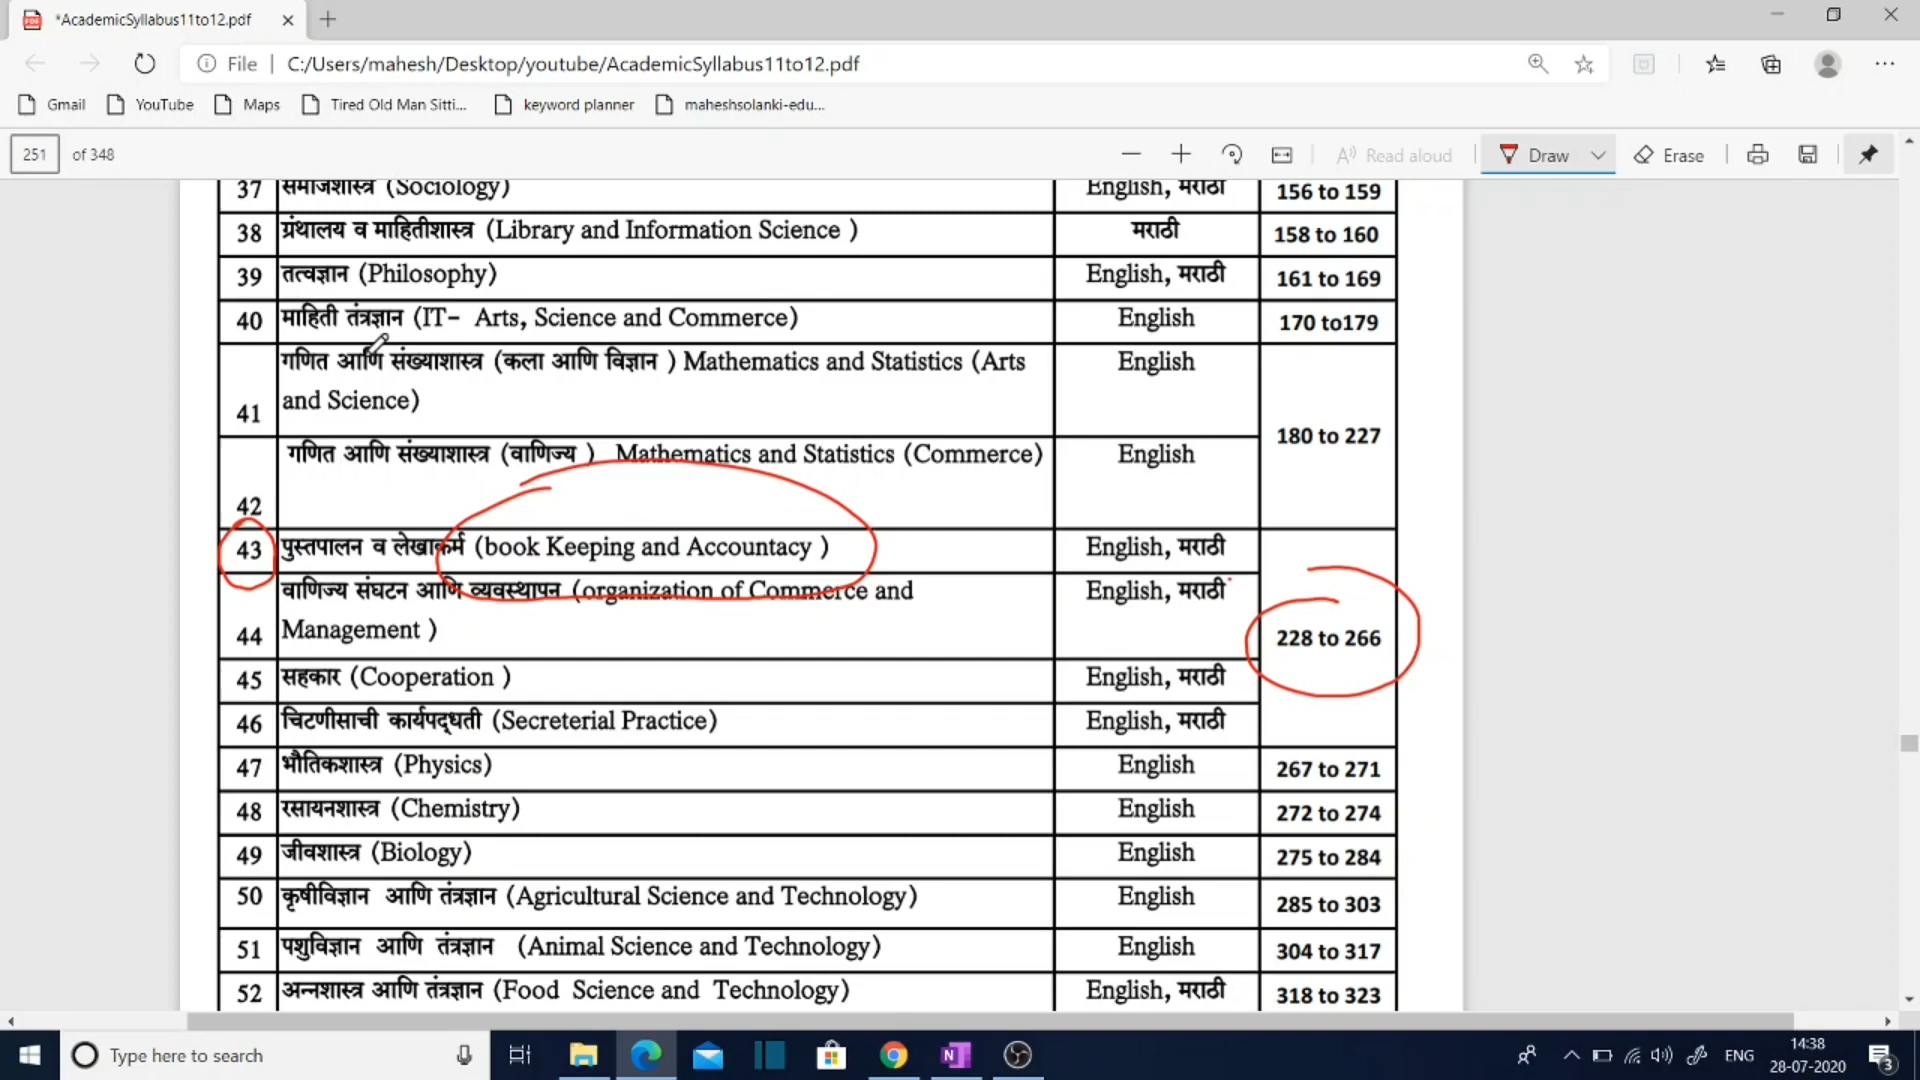 *AcademicSyllabus11to12.pdf
File | C:/Users/mahesh/Desktop/youtube/AcademicSyllabus11to12.pdf
Gmail YouTube Maps Tired Old Man Sitti... keyword planner maheshsolanki-edu...
251 of 348 Read aloud Draw Erase
37 समाजशास्त्र (Sociology) English, मराठी 156 to 159
38 ग्रंथालय व माहितीशास्त्र (Library and Information Science ) मराठी 158 to 160
39 तत्वज्ञान (Philosophy) English, मराठी 161 to 169
40 माहिती तंत्रज्ञान (IT- Arts, Science and Commerce) English 170 to179
गणित आणि संख्याशास्त्र (कला आणि विज्ञान ) Mathematics and Statistics (Arts English
41 and Science)
180 to 227
गणित आणि संख्याशास्त्र (वाणिज्य ) Mathematics and Statistics (Commerce) English
42
43 पुस्तपालन व लेखाकर्म (book Keeping and Accountacy ) English, मराठी
वाणिज्य संघटन आणि व्यवस्थापन (organization of Commerce and English, मराठी
44 Management ) 228 to 266
45 सहकार (Cooperation ) English, मराठी
46 चिटणीसाची कार्यपद्धती (Secreterial Practice) English, मराठी
47 भौतिकशास्त्र (Physics) English 267 to 271
48 रसायनशास्त्र (Chemistry) English 272 to 274
49 जीवशास्त्र (Biology) English 275 to 284
50 कृषीविज्ञान आणि तंत्रज्ञान (Agricultural Science and Technology) English 285 to 303
51 पशुविज्ञान आणि तंत्रज्ञान (Animal Science and Technology) English 304 to 317
52 अन्नशास्त्र आणि तंत्रज्ञान (Food Science and Technology) English, मराठी 318 to 323
Type here to search ENG 14:38
28-07-2020 3